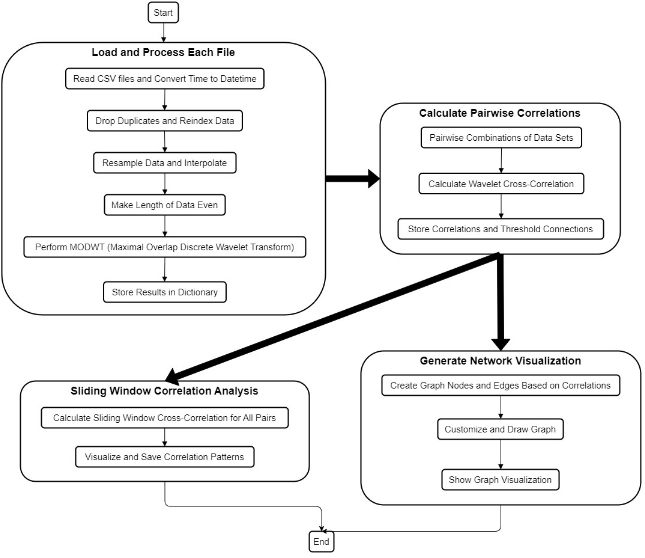 Start
Load and Process Each File
Read CSV files and Convert Time to Datetime
Drop Duplicates and Reindex Data
Resample Data and Interpolate
Make Length of Data Even
Perform MODWT (Maximal Overlap Discrete Wavelet Transform)
Store Results in Dictionary
Calculate Pairwise Correlations
Pairwise Combinations of Data Sets
Calculate Wavelet Cross-Correlation
Store Correlations and Threshold Connections
Sliding Window Correlation Analysis
Calculate Sliding Window Cross-Correlation for All Pairs
Visualize and Save Correlation Patterns
Generate Network Visualization
Create Graph Nodes and Edges Based on Correlations
Customize and Draw Graph
Show Graph Visualization
End